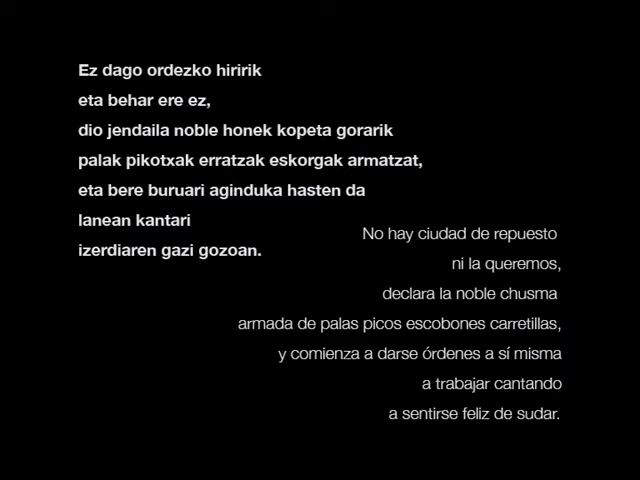 Ez dago ordezko hiririk
eta behar ere ez,
dio jendaila noble honek kopeta gorarik
palak pikotxak erratzak eskorgak armatzat,
eta bere buruari aginduka hasten da
lanean kantari
izerdiaren gazi gozoan.
No hay ciudad de repuesto
ni la queremos,
declara la noble chusma
armada de palas picos escobones carretillas,
y comienza a darse órdenes a sí misma
a trabajar cantando
a sentirse feliz de sudar.